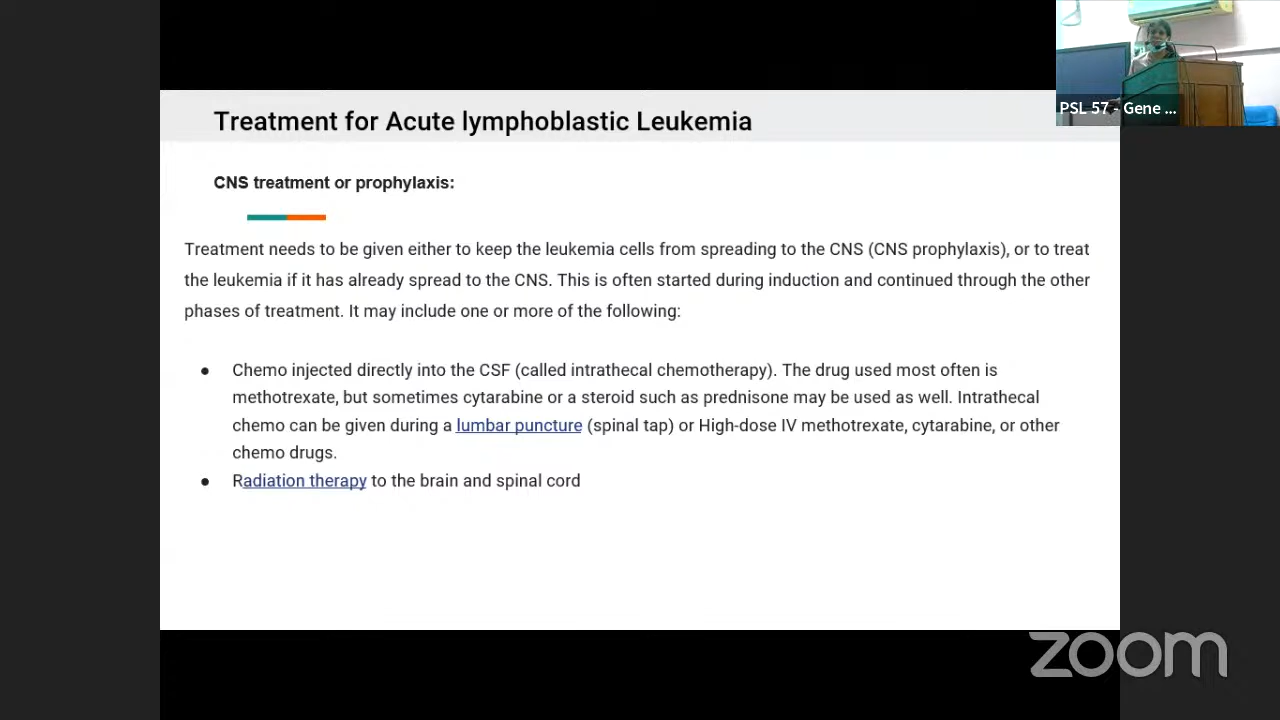 PSL 57 - Gene ...
Treatment for Acute lymphoblastic Leukemia
CNS treatment or prophylaxis:
Treatment needs to be given either to keep the leukemia cells from spreading to the CNS (CNS prophylaxis), or to treat
the leukemia if it has already spread to the CNS. This is often started during induction and continued through the other
phases of treatment. It may include one or more of the following:
● Chemo injected directly into the CSF (called intrathecal chemotherapy). The drug used most often is
methotrexate, but sometimes cytarabine or a steroid such as prednisone may be used as well. Intrathecal
chemo can be given during a lumbar puncture (spinal tap) or High-dose IV methotrexate, cytarabine, or other
chemo drugs.
● Radiation therapy to the brain and spinal cord
zoom